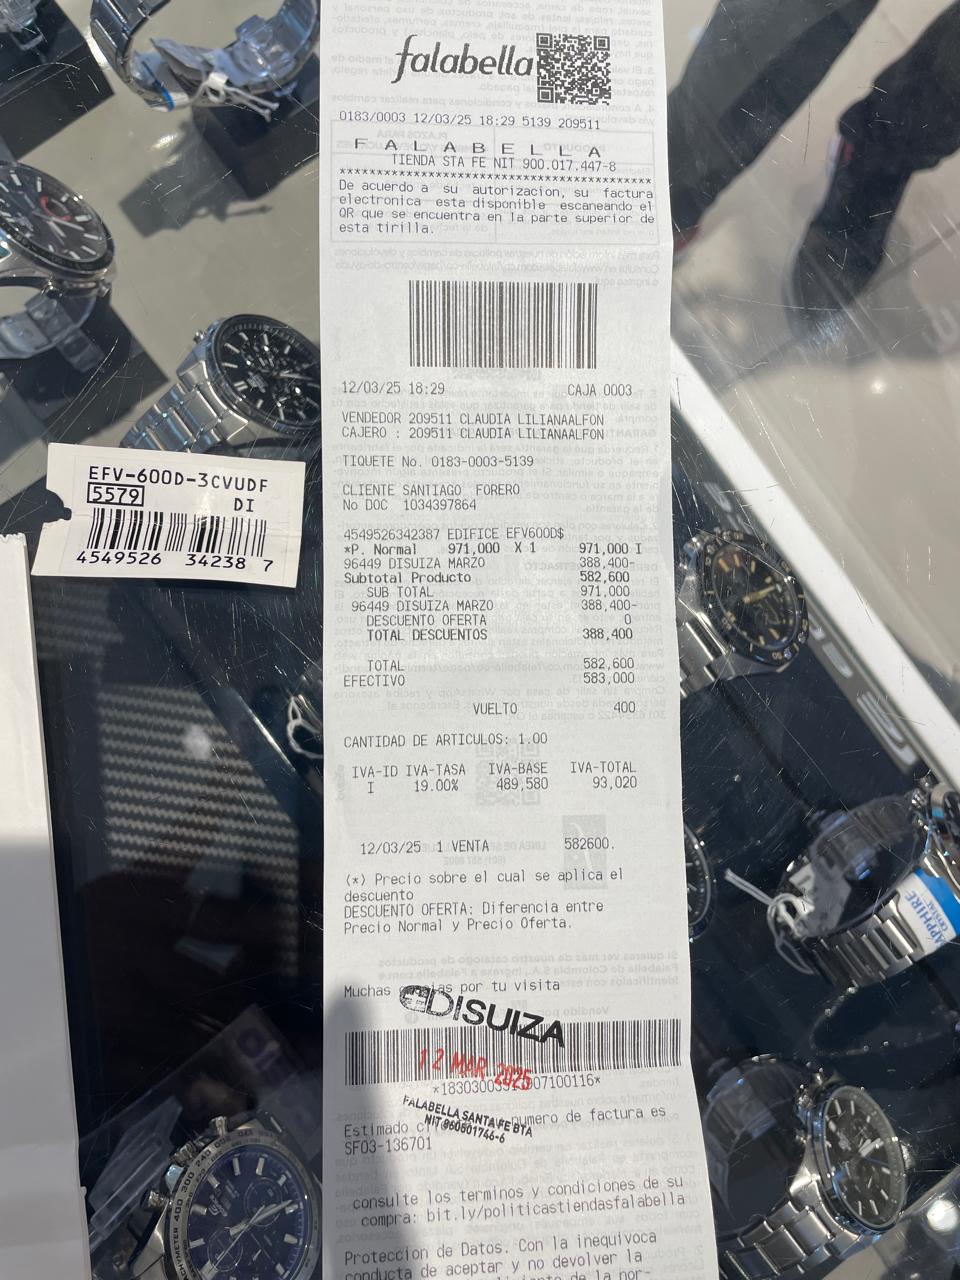 falabella
0183/0003 12/03/25 18:29 5139 209511
F A L A B E L L A
TIENDA STA FE NIT 900.017.447-8
****************************************
De acuerdo a su autorizacion, su factura
electronica esta disponible escaneando el
QR que se encuentra en la parte superior de
esta tirilla.
12/03/25 18:29 CAJA 0003
VENDEDOR 209511 CLAUDIA LILIANAALFON
CAJERO : 209511 CLAUDIA LILIANAALFON
TIQUETE No. 0183-0003-5139
CLIENTE SANTIAGO FORERO
No DOC 1034397864
4549526342387 EDIFICE EFV600D$
*P. Normal 971,000 X 1 971,000 I
96449 DISUIZA MARZO 388,400-
Subtotal Producto 582,600
SUB TOTAL 971,000
96449 DISUIZA MARZO 388,400-
DESCUENTO OFERTA 0
TOTAL DESCUENTOS 388,400
TOTAL 582,600
EFECTIVO 583,000
VUELTO 400
CANTIDAD DE ARTICULOS: 1.00
IVA-ID IVA-TASA IVA-BASE IVA-TOTAL
I 19.00% 489,580 93,020
12/03/25 1 VENTA 582600.
(*) Precio sobre el cual se aplica el
descuento
DESCUENTO OFERTA: Diferencia entre
Precio Normal y Precio Oferta.
Muchas por tu visita
DISUIZA
12 MAR 2025
FALABELLA SANTA FE BTA
Estimado numero de factura es
SF03-136701
consulte los terminos y condiciones de su
compra: bit.ly/politicastiendasfalabella
Proteccion de Datos. Con la inequivoca
conducta de aceptar y no devolver la
EFV-600D-3CVUDF
5579 DI
4549526 34238 7
SAPPHIRE
CRYSTAL